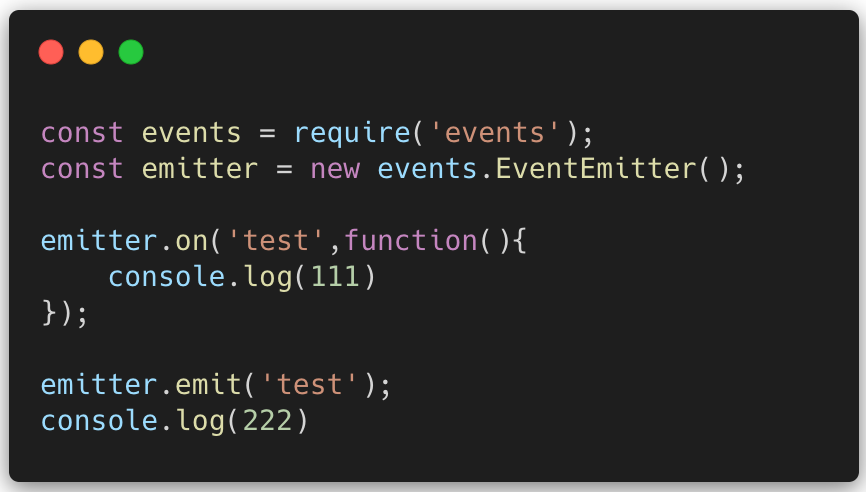 const events = require('events');
const emitter = new events.EventEmitter();

emitter.on('test',function(){
    console.log(111)
});

emitter.emit('test');
console.log(222)